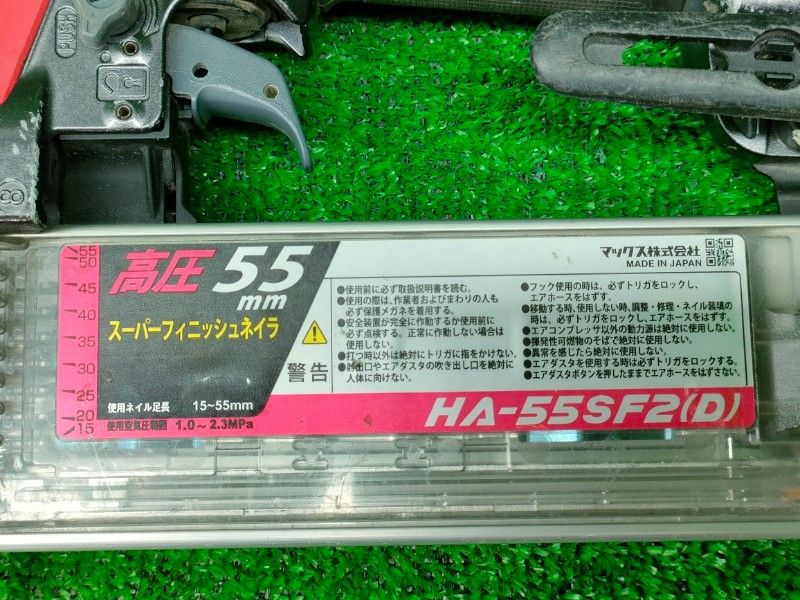 PUSH
55
50
45
40
35
30
25
20
15
高圧 55
mm
スーパーフィニッシュネイラ
使用ネイル足長 15~55mm
使用空気圧範囲 1.0~2.3MPa
警告
●使用前に必ず取扱説明書を読む。
●使用の際は、作業者およびまわりの人も
必ず保護メガネを着用する。
●安全装置が完全に作動するか使用前に
必ず点検する。正常に作動しない場合は
使用しない。
●打つ時以外は絶対にトリガに指をかけない。
●射出口やエアダスタの吹き出し口を絶対に
人体に向けない。
マックス株式会社
MADE IN JAPAN
●フック使用の時は、必ずトリガをロックし、
エアホースをはずす。
●移動する時、使用しない時、調整・修理・ネイル装填の
時は、必ずトリガをロックし、エアホースをはずす。
●エアコンプレッサ以外の動力源は絶対に使用しない。
●揮発性可燃物のそばで絶対に使用しない。
●異常を感じたら絶対に使用しない。
●エアダスタを使用する時は必ずトリガをロックする。
●エアダスタボタンを押したままでエアホースをはずさない。
HA-55SF2(D)